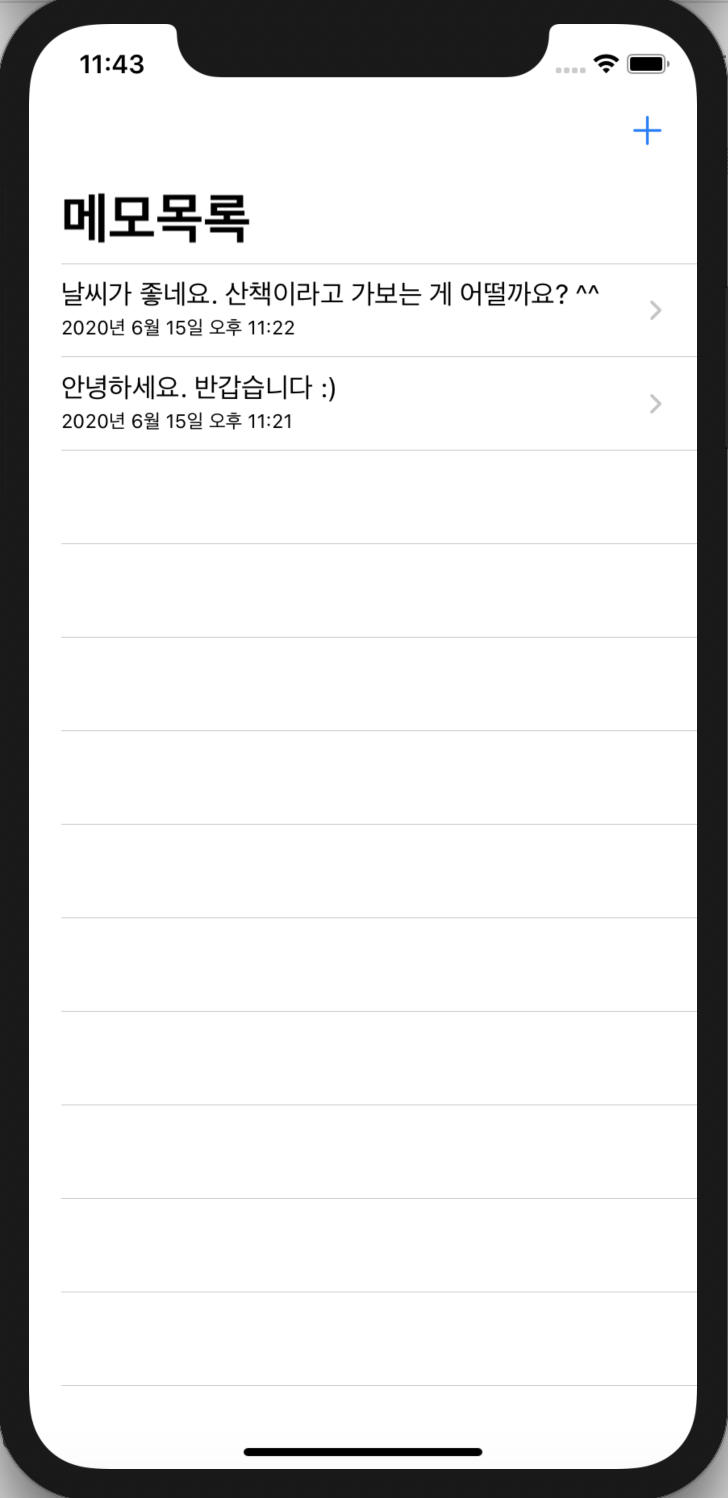 11:43
메모목록
날씨가 좋네요. 산책이라고 가보는 게 어떨까요? ^^
2020년 6월 15일 오후 11:22
안녕하세요. 반갑습니다 :)
2020년 6월 15일 오후 11:21